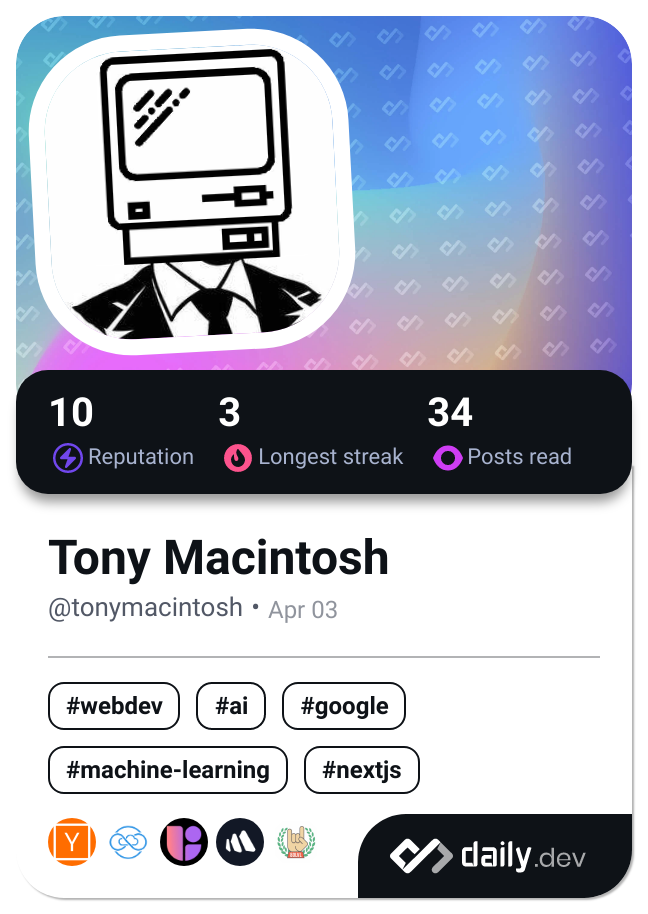 10 3 34
Reputation Longest streak Posts read
Tony Macintosh
@tonymacintosh • Apr 03
#webdev #ai #google
#machine-learning #nextjs
Y
daily.dev